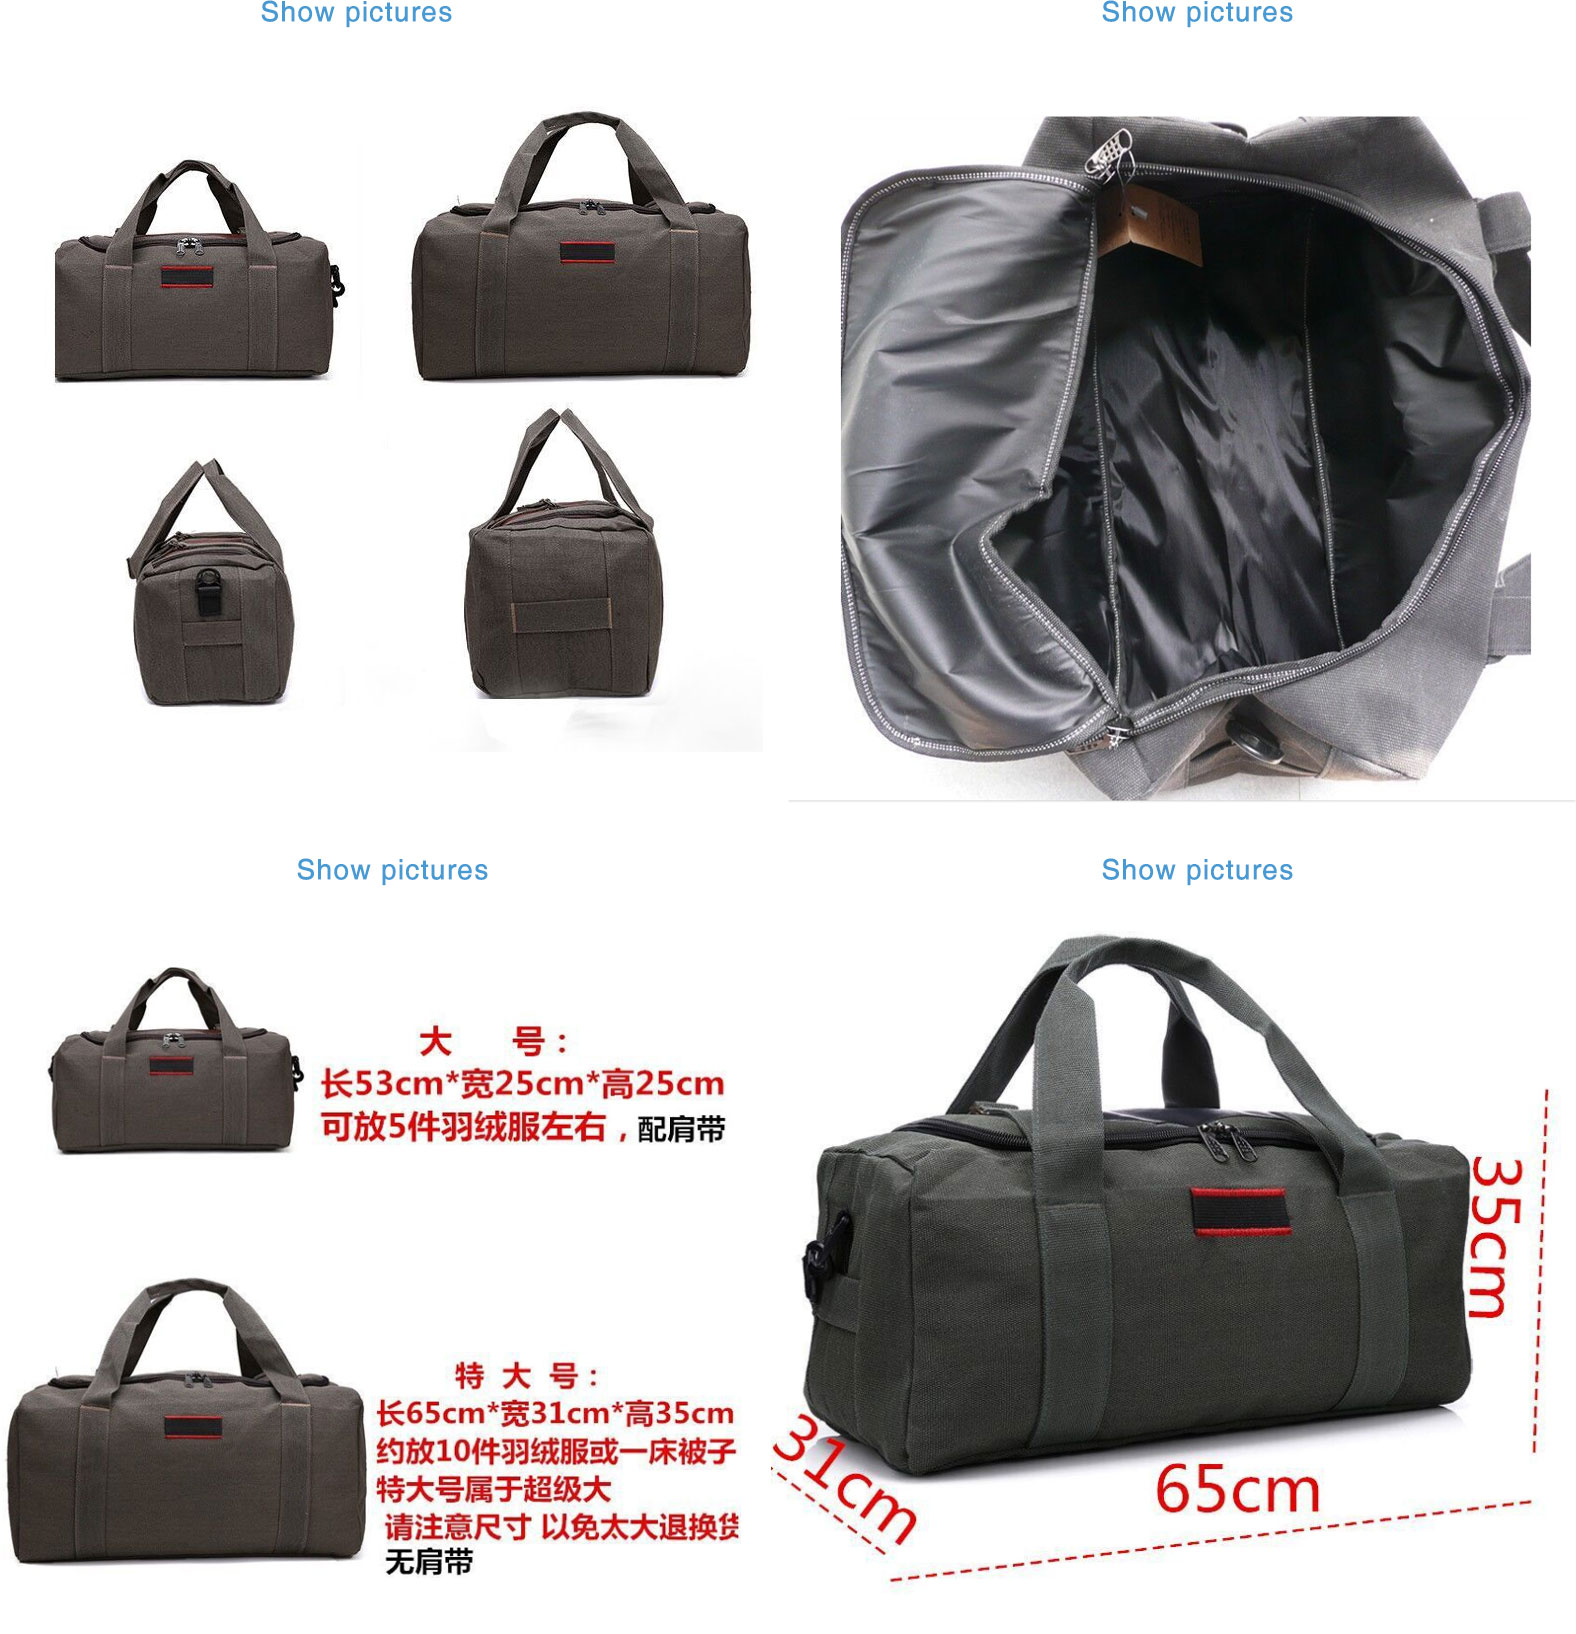 Show pictures
Show pictures
Show pictures
大 号：
长53cm*宽25cm*高25cm
可放5件羽绒服左右，配肩带
特 大 号：
长65cm*宽31cm*高35cm
约放10件羽绒服或一床被子
特大号属于超级大
请注意尺寸 以免太大退换货
无肩带
Show pictures
35cm
31cm
65cm